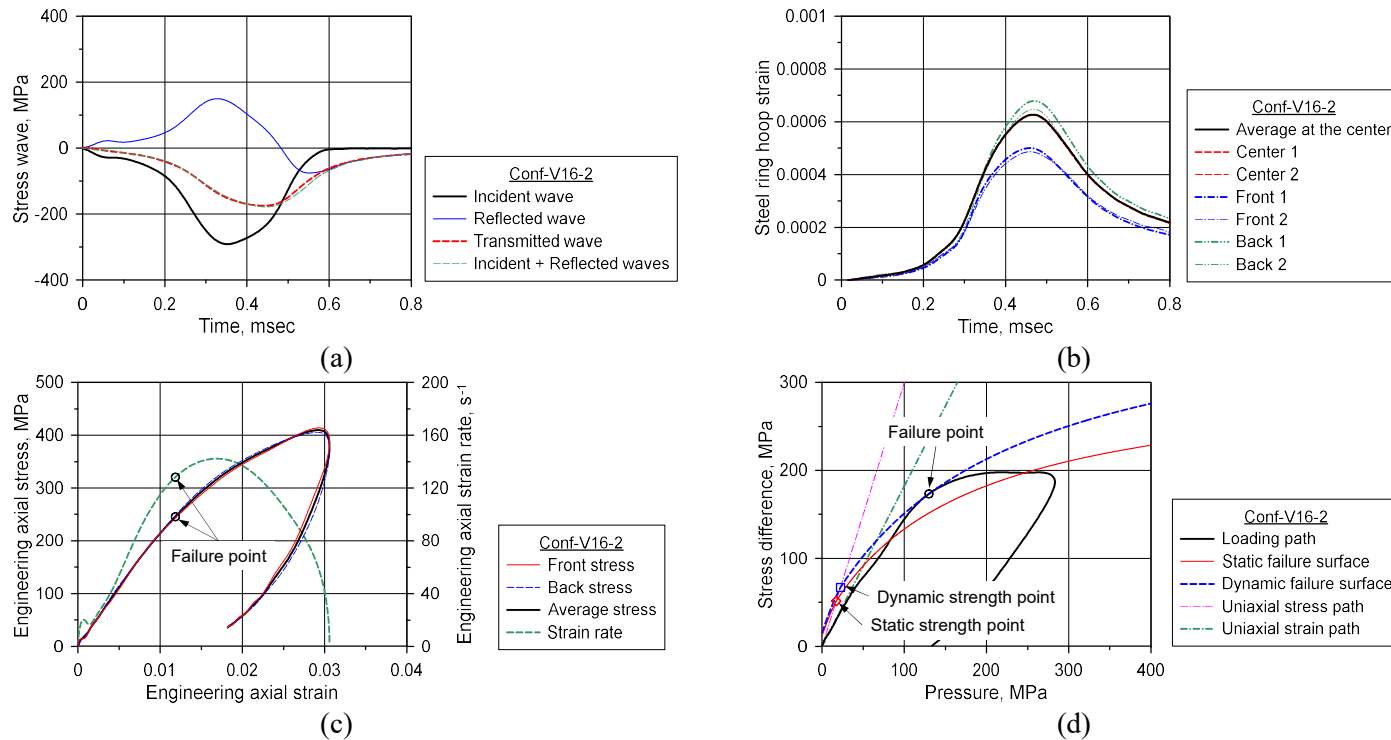 400
200
0
-200
-400
Stress wave, MPa
0 0.2 0.4 0.6 0.8
Time, msec
Conf-V16-2
Incident wave
Reflected wave
Transmitted wave
Incident + Reflected waves
(a)
0.001
0.0008
0.0006
0.0004
0.0002
0
Steel ring hoop strain
0 0.2 0.4 0.6 0.8
Time, msec
Conf-V16-2
Average at the center
Center 1
Center 2
Front 1
Front 2
Back 1
Back 2
(b)
500
400
300
200
100
0
Engineering axial stress, MPa
200
160
120
80
40
0
Engineering axial strain rate, s⁻¹
Failure point
0 0.01 0.02 0.03 0.04
Engineering axial strain
Conf-V16-2
Front stress
Back stress
Average stress
Strain rate
(c)
300
200
100
0
Stress difference, MPa
Failure point
Dynamic strength point
Static strength point
0 100 200 300 400
Pressure, MPa
Conf-V16-2
Loading path
Static failure surface
Dynamic failure surface
Uniaxial stress path
Uniaxial strain path
(d)